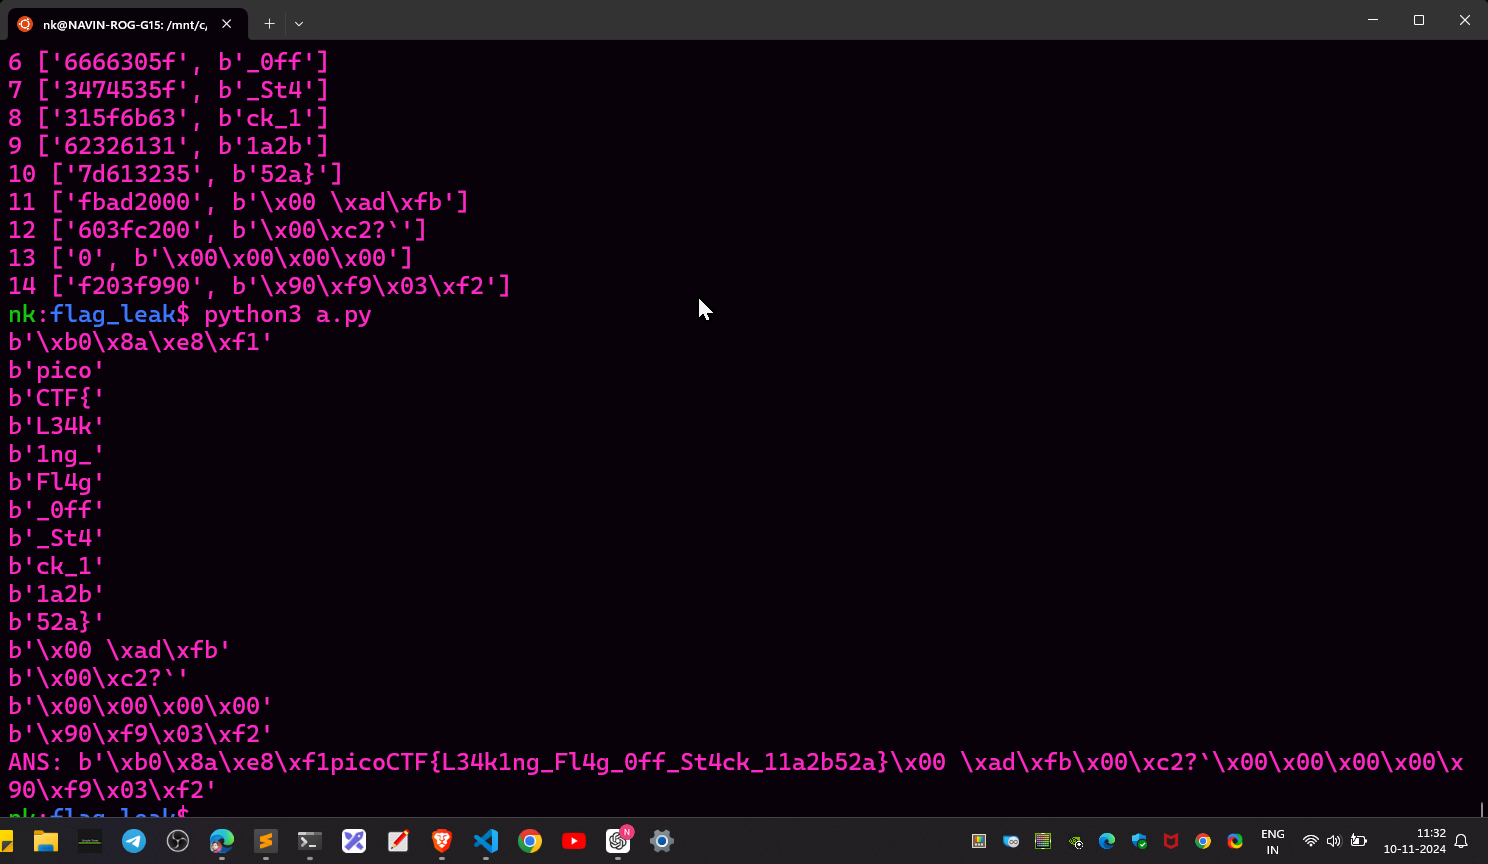 nk@NAVIN-ROG-G15: /mnt/c,
6 ['6666305f', b'_0ff']
7 ['3474535f', b'_St4']
8 ['315f6b63', b'ck_1']
9 ['62326131', b'1a2b']
10 ['7d613235', b'52a}']
11 ['fbad2000', b'\x00 \xad\xfb']
12 ['603fc200', b'\x00\xc2?`']
13 ['0', b'\x00\x00\x00\x00']
14 ['f203f990', b'\x90\xf9\x03\xf2']
nk:flag_leak$ python3 a.py
b'\xb0\x8a\xe8\xf1'
b'pico'
b'CTF{'
b'L34k'
b'1ng_'
b'Fl4g'
b'_0ff'
b'_St4'
b'ck_1'
b'1a2b'
b'52a}'
b'\x00 \xad\xfb'
b'\x00\xc2?`'
b'\x00\x00\x00\x00'
b'\x90\xf9\x03\xf2'
ANS: b'\xb0\x8a\xe8\xf1picoCTF{L34k1ng_Fl4g_0ff_St4ck_11a2b52a}\x00 \xad\xfb\x00\xc2?`\x00\x00\x00\x00\x
90\xf9\x03\xf2'
nk:flag_leak$
N
ENG
IN
11:32
10-11-2024